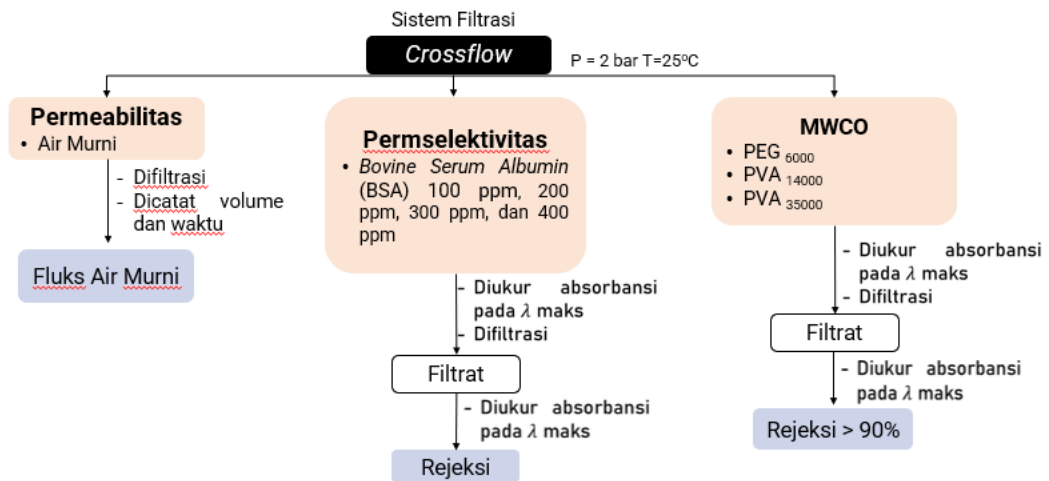 Sistem Filtrasi
Crossflow
P = 2 bar T=25⁰C
Permeabilitas
• Air Murni
- Difiltrasi
- Dicatat volume
dan waktu
Fluks Air Murni
Permselektivitas
• Bovine Serum Albumin
(BSA) 100 ppm, 200
ppm, 300 ppm, dan 400
ppm
- Diukur absorbansi
pada λ maks
- Difiltrasi
Filtrat
- Diukur absorbansi
pada λ maks
Rejeksi
MWCO
• PEG 6000
• PVA 14000
• PVA 35000
- Diukur absorbansi
pada λ maks
- Difiltrasi
Filtrat
- Diukur absorbansi
pada λ maks
Rejeksi > 90%